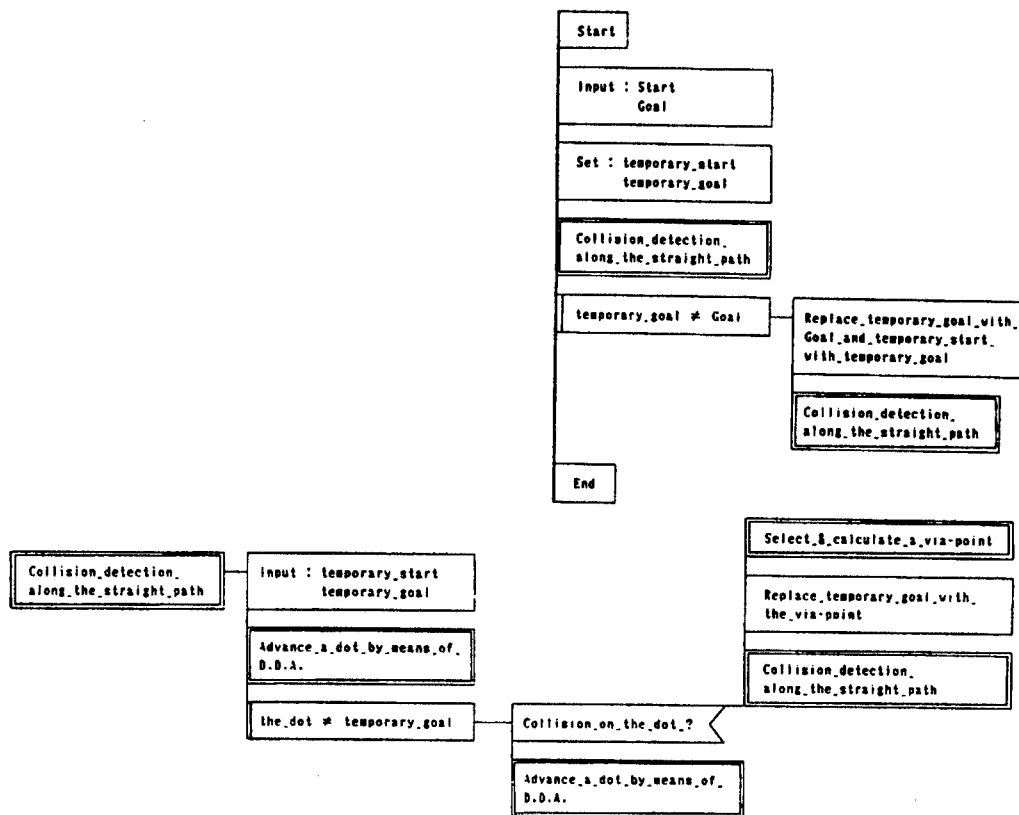 Start
Input : Start
Goal
Set : temporary_start
temporary_goal
Collision_detection_
along_the_straight_path
temporary_goal ≠ Goal
Replace_temporary_goal_with_
Goal_and_temporary_start_
with_temporary_goal
Collision_detection_
along_the_straight_path
End
Collision_detection_
along_the_straight_path
Input : temporary_start
temporary_goal
Advance_a_dot_by_means_of_
D.D.A.
the_dot ≠ temporary_goal
Collision_on_the_dot_?
Advance_a_dot_by_means_of_
D.D.A.
Select_&_calculate_a_via-point
Replace_temporary_goal_with_
the_via-point
Collision_detection_
along_the_straight_path